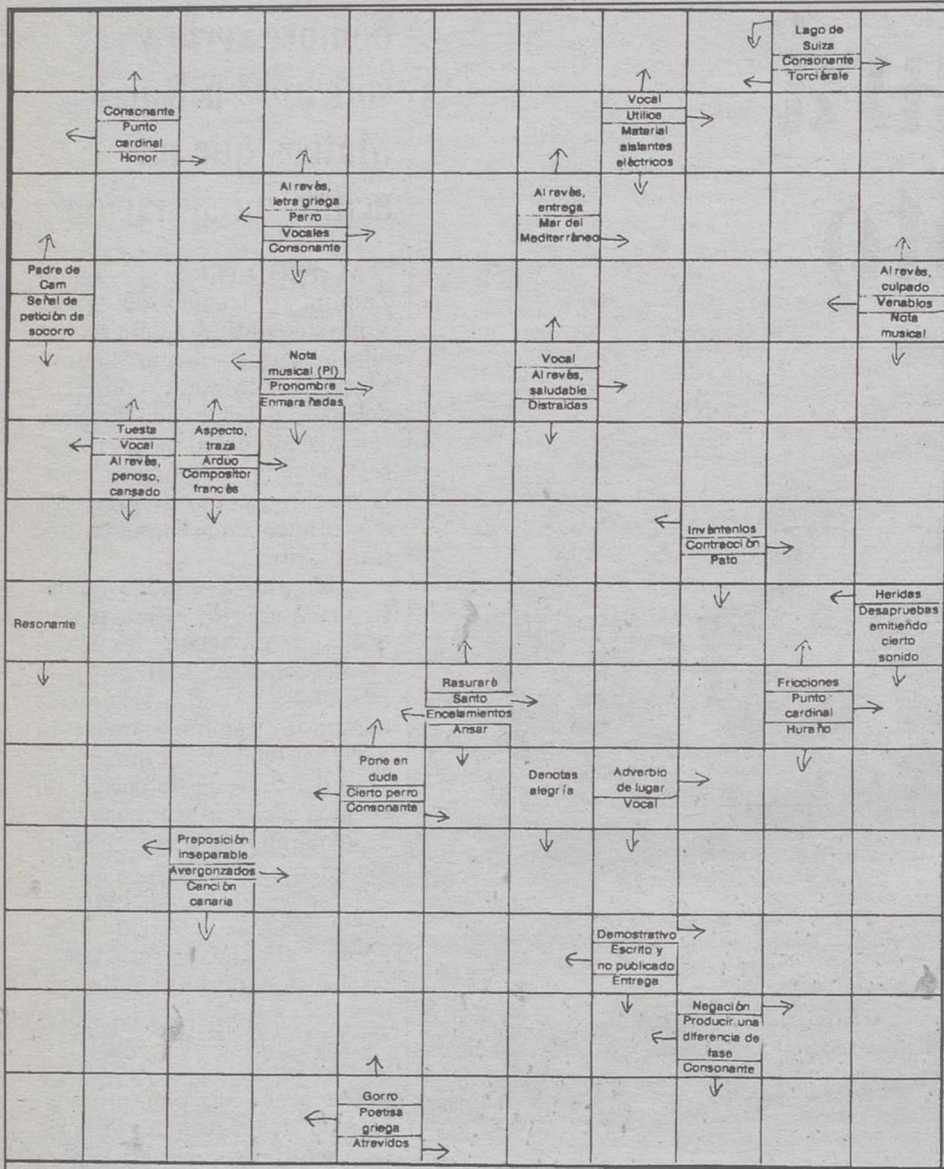 Lago de
Suiza
Consonante
Torciérale
Consonante
Punto
cardinal
Honor
Vocal
Utilice
Material
aislantes
eléctricos
Al revés,
letra griega
Perro
Vocales
Consonante
Al revés,
entrega
Mar del
Mediterráneo
Padre de
Cam
Señal de
petición de
socorro
Al revés,
culpado
Venablos
Nota
musical
Nota
musical (Pl)
Pronombre
Enmarañadas
Vocal
Al revés,
saludable
Distraídas
Tuesta
Vocal
Al revés,
penoso,
cansado
Aspecto,
traza
Arduo
Compositor
francés
Invéntenlos
Contracción
Pato
Resonante
Heridas
Desapruebas
emitiendo
cierto
sonido
Rasuraré
Santo
Encelamientos
Ansar
Fricciones
Punto
cardinal
Huraño
Pone en
duda
Cierto perro
Consonante
Denotas
alegría
Adverbio
de lugar
Vocal
Preposición
inseparable
Avergonzados
Canción
canaria
Demostrativo
Escrito y
no publicado
Entrega
Negación
Producir una
diferencia de
fase
Consonante
Gorro
Poetisa
griega
Atrevidos